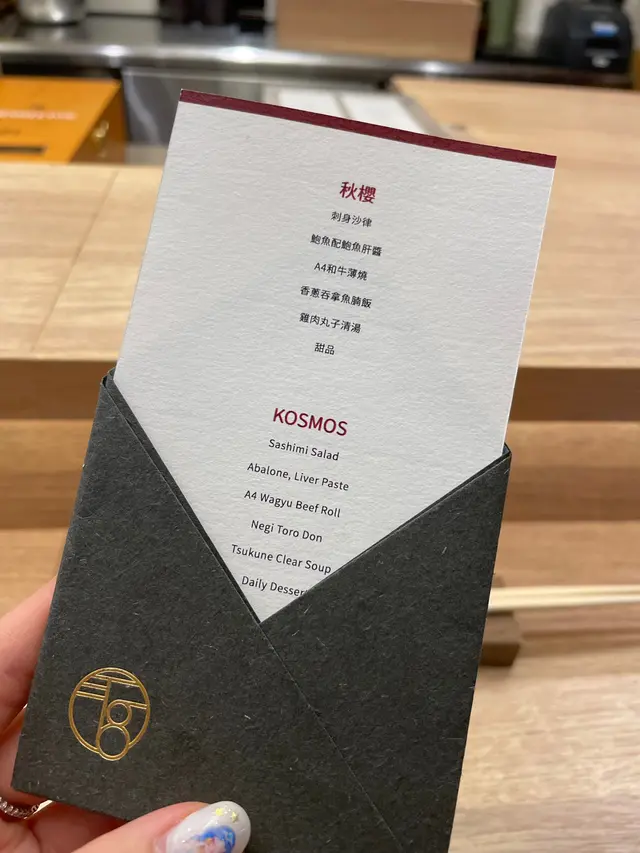 秋櫻
刺身沙律
鮑魚配鮑魚肝醬
A4和牛薄燒
香蔥吞拿魚腩飯
雞肉丸子清湯
甜品
KOSMOS
Sashimi Salad
Abalone, Liver Paste
A4 Wagyu Beef Roll
Negi Toro Don
Tsukune Clear Soup
Daily Desser